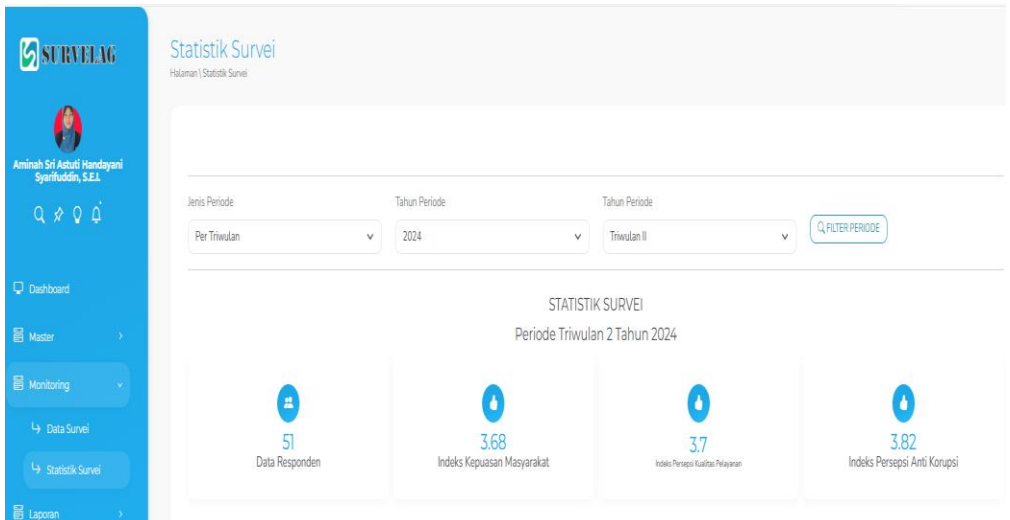 SURVELAG
Aminah Sri Astuti Handayani
Syarifuddin, S.E.I.
Dashboard
Master
Monitoring
Data Survei
Statistik Survei
Laporan
Statistik Survei
Halaman \ Statistik Survei
Jenis Periode
Tahun Periode
Tahun Periode
Per Triwulan
2024
Triwulan II
FILTER PERIODE
STATISTIK SURVEI
Periode Triwulan 2 Tahun 2024
51
Data Responden
3.68
Indeks Kepuasan Masyarakat
3.7
Indeks Persepsi Kualitas Pelayanan
3.82
Indeks Persepsi Anti Korupsi